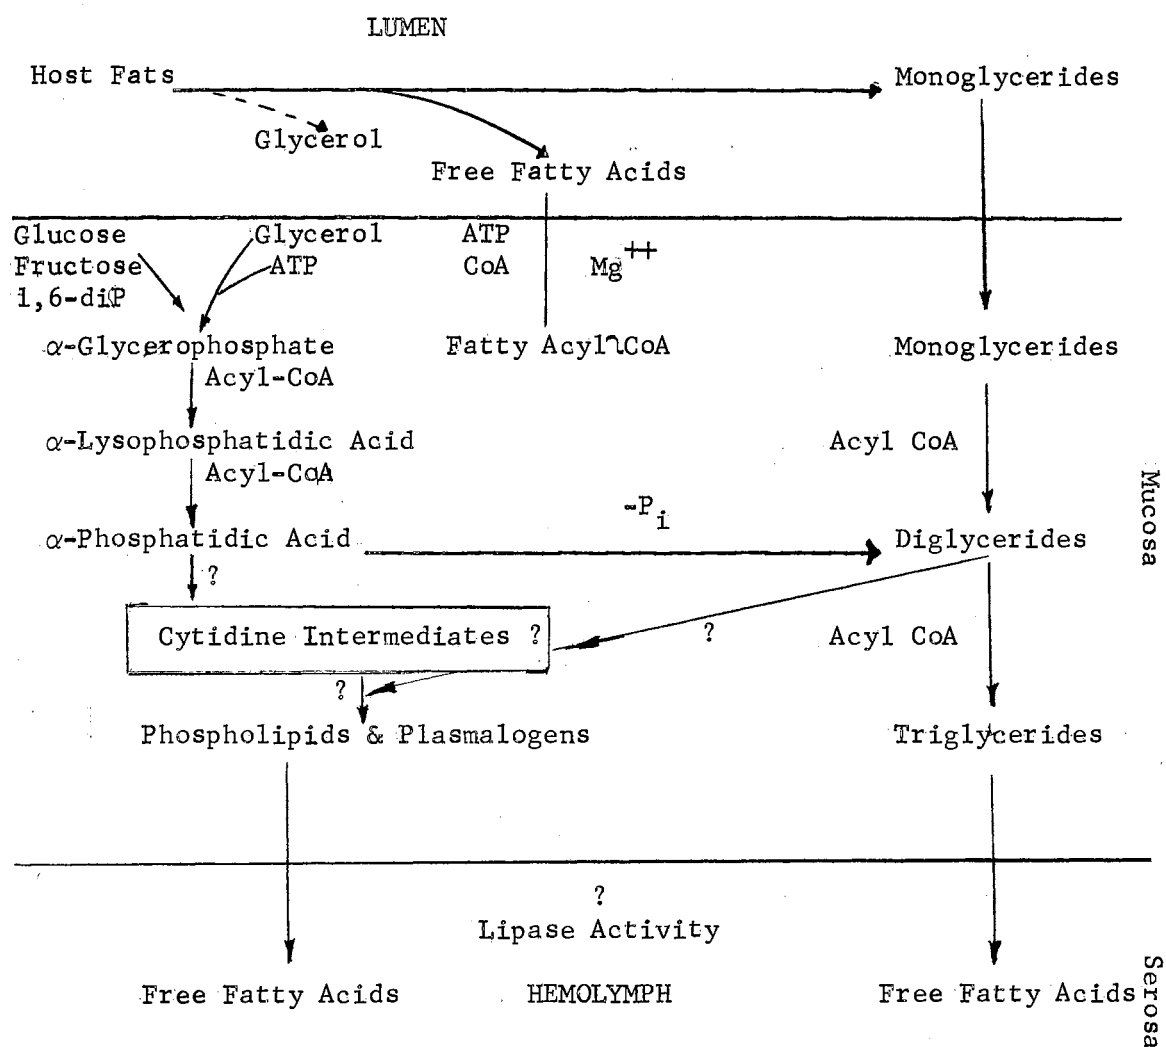 LUMEN
Host Fats
Monoglycerides
Glycerol
Free Fatty Acids
Glucose
Fructose
1,6-diP
Glycerol
ATP
ATP
CoA
Mg++
α-Glycerophosphate
Acyl-CoA
Fatty Acyl~CoA
Monoglycerides
α-Lysophosphatidic Acid
Acyl-CoA
Acyl CoA
Mucosa
-Pi
α-Phosphatidic Acid
Diglycerides
?
Cytidine Intermediates ?
?
Acyl CoA
?
Phospholipids & Plasmalogens
Triglycerides
?
Lipase Activity
Free Fatty Acids
HEMOLYMPH
Free Fatty Acids
Serosa